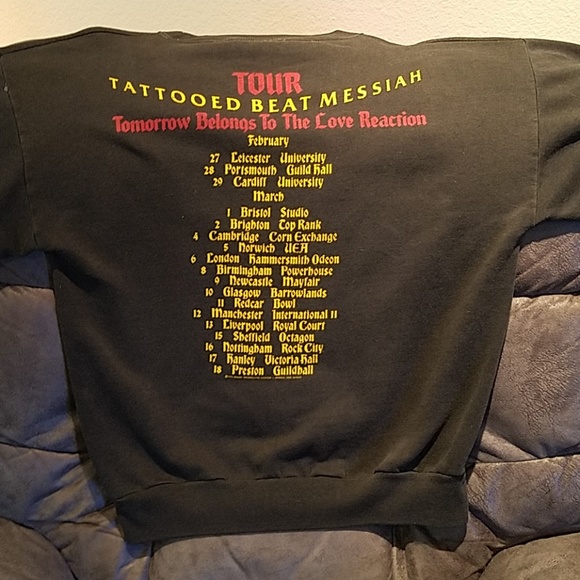 TOUR
TATTOOED BEAT MESSIAH
Tomorrow Belongs To The Love Reaction
February
27 Leicester University
28 Portsmouth Guild Hall
29 Cardiff University
March
1 Bristol Studio
2 Brighton Top Rank
4 Cambridge Corn Exchange
5 Norwich UEA
6 London Hammersmith Odeon
8 Birmingham Powerhouse
9 Newcastle Mayfair
10 Glasgow Barrowlands
11 Redcar Bowl
12 Manchester International II
13 Liverpool Royal Court
15 Sheffield Octagon
16 Nottingham Rock City
17 Hanley Victoria Hall
18 Preston Guildhall